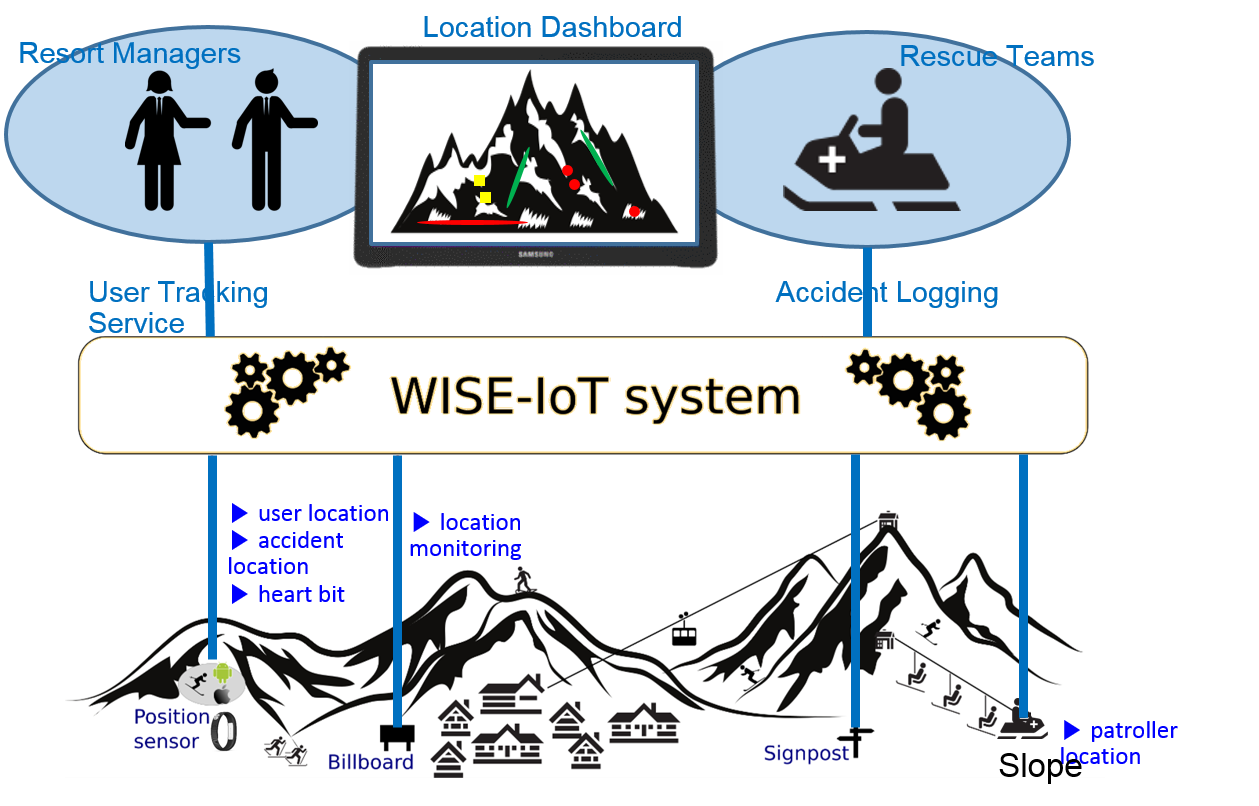 Location Dashboard
Resort Managers
Rescue Teams
SAMSUNG
User Tracking
Service
Accident Logging
WISE-IoT system
▶ user location
▶ accident
location
▶ heart bit
▶ location
monitoring
Position
sensor
Billboard
Signpost
▶ patroller
location
Slope